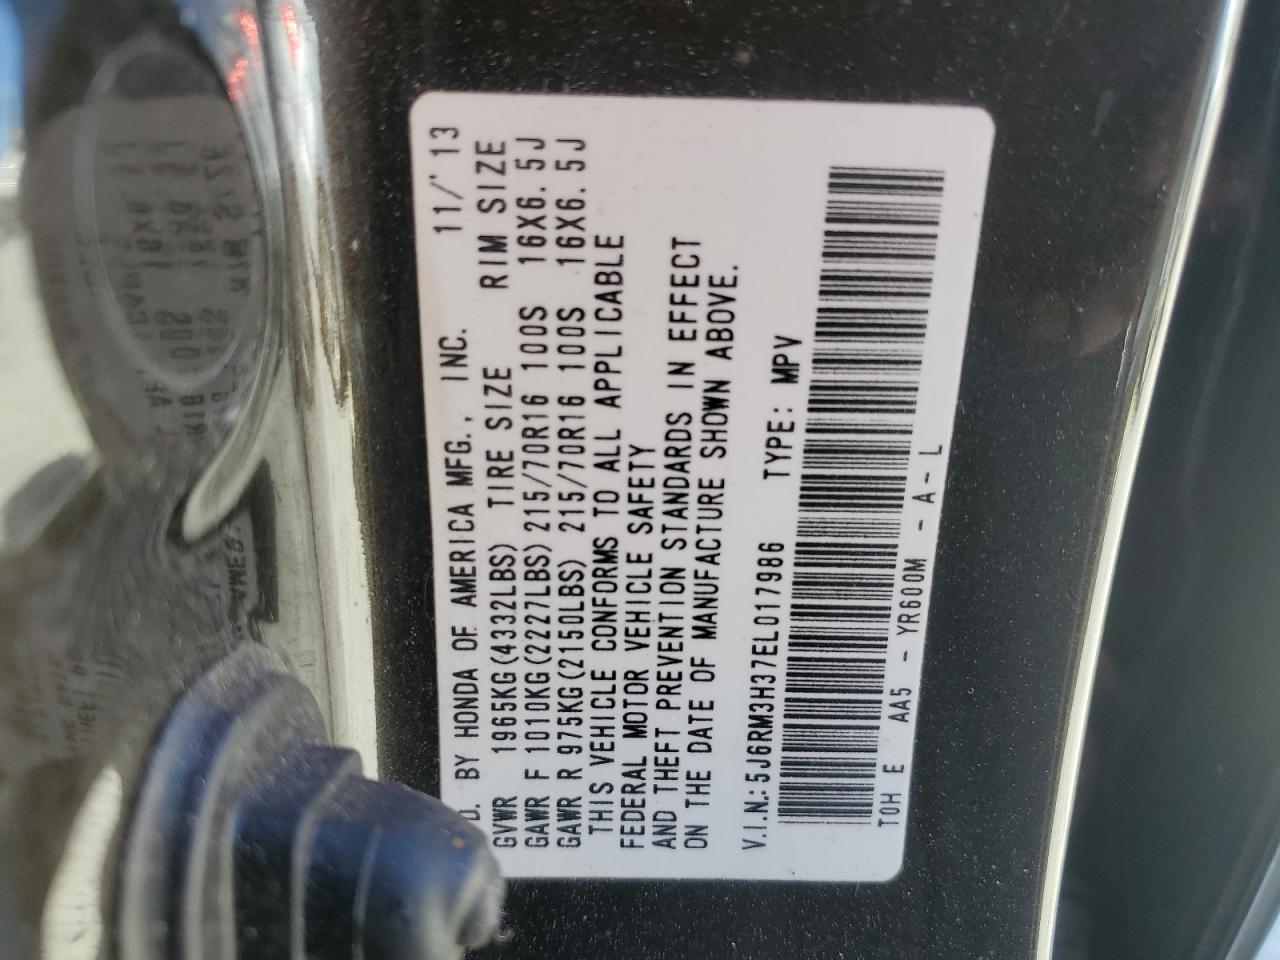 D. BY HONDA OF AMERICA MFG., INC. 11/'13
GVWR 1965KG(4332LBS) TIRE SIZE RIM SIZE
GAWR F 1010KG(2227LBS) 215/70R16 100S 16X6.5J
GAWR R 975KG(2150LBS) 215/70R16 100S 16X6.5J
THIS VEHICLE CONFORMS TO ALL APPLICABLE
FEDERAL MOTOR VEHICLE SAFETY
AND THEFT PREVENTION STANDARDS IN EFFECT
ON THE DATE OF MANUFACTURE SHOWN ABOVE.
V.I.N.:5J6RM3H37EL017986 TYPE: MPV
TOH E AA5 - YR600M - A - L